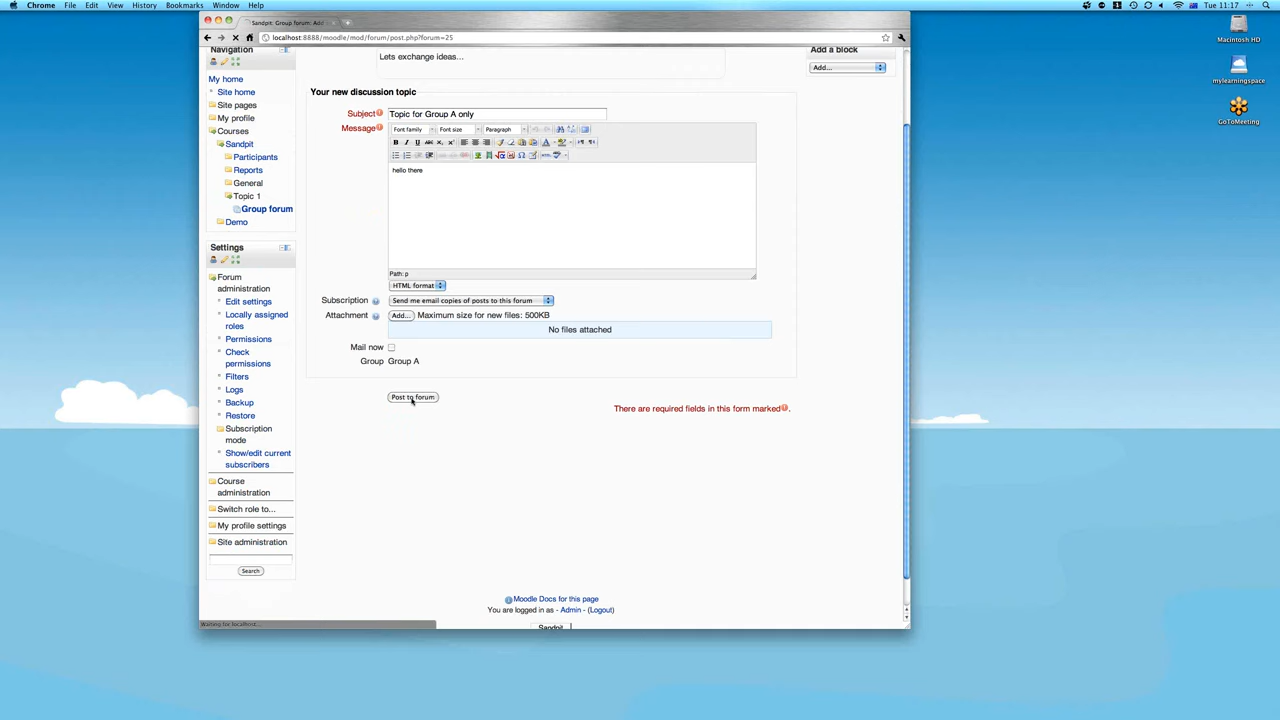 Chrome File Edit View History Bookmarks Window Help
Tue 11:17
Sandpit: Group forum: Add
localhost:8888/moodle/mod/forum/post.php?forum=25
Macintosh HD
mylearningspace
GoToMeeting
Navigation
My home
Site home
Site pages
My profile
Courses
Sandpit
Participants
Reports
General
Topic 1
Group forum
Demo
Settings
Forum
administration
Edit settings
Locally assigned
roles
Permissions
Check
permissions
Filters
Logs
Backup
Restore
Subscription
mode
Show/edit current
subscribers
Course
administration
Switch role to...
My profile settings
Site administration
Search
Lets exchange ideas...
Your new discussion topic
Subject Topic for Group A only
Message
Font family Font size Paragraph
hello there
Path: p
HTML format
Subscription Send me email copies of posts to this forum
Attachment Add... Maximum size for new files: 500KB
No files attached
Mail now
Group Group A
Post to forum
There are required fields in this form marked .
Add a block
Add...
Moodle Docs for this page
You are logged in as - Admin - (Logout)
Sandpit
Waiting for localhost...